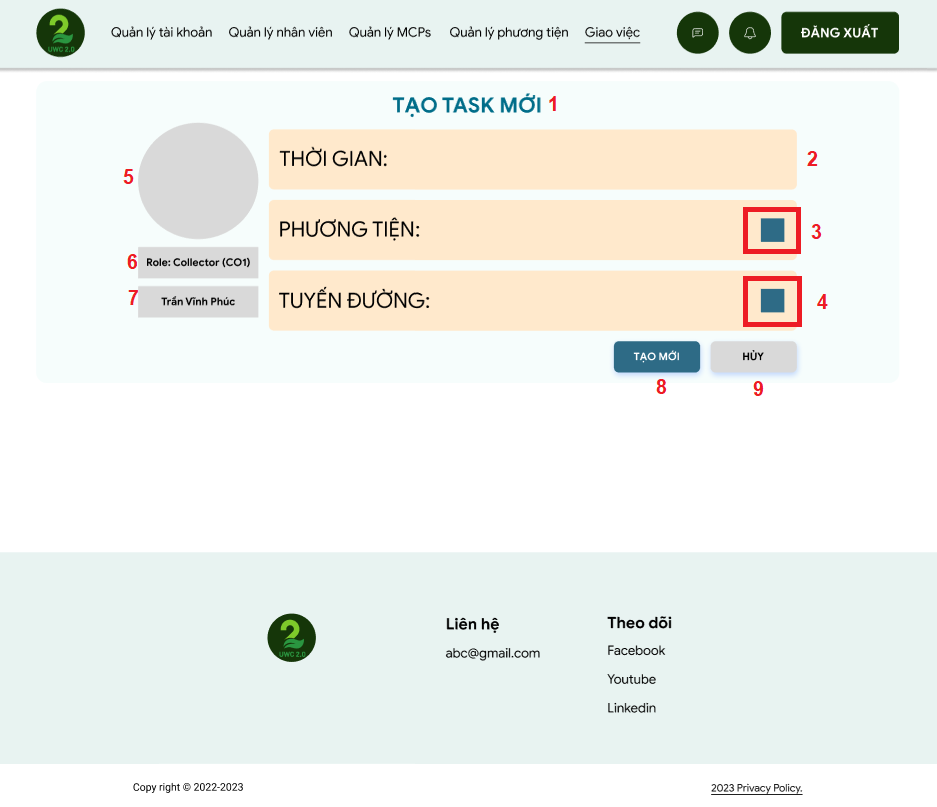 2
UWC 2.0
Quản lý tài khoản Quản lý nhân viên Quản lý MCPs Quản lý phương tiện Giao việc
ĐĂNG XUẤT
TẠO TASK MỚI 1
5
THỜI GIAN: 2
PHƯƠNG TIỆN: 3
6 Role: Collector (CO1)
7 Trần Vĩnh Phúc
TUYẾN ĐƯỜNG: 4
TẠO MỚI HỦY
8 9
2
UWC 2.0
Liên hệ
abc@gmail.com
Theo dõi
Facebook
Youtube
Linkedin
Copy right © 2022-2023
2023 Privacy Policy.